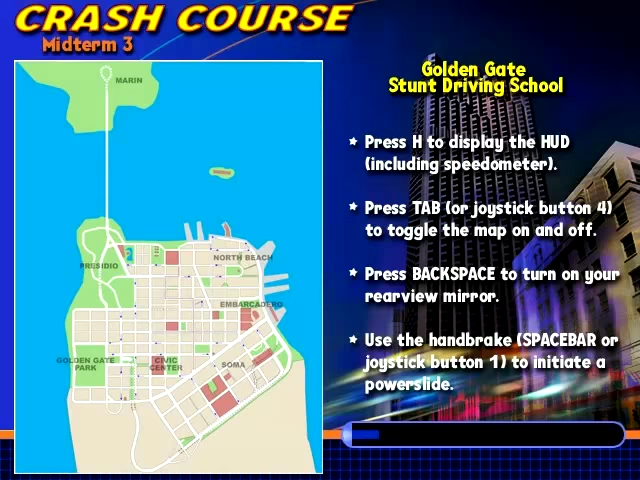 CRASH COURSE
Midterm 3
Golden Gate
Stunt Driving School
MARIN
PRESIDIO
NORTH BEACH
EMBARCADERO
GOLDEN GATE
PARK
CIVIC
CENTER
SOMA
Press H to display the HUD
(including speedometer).
Press TAB (or joystick button 4)
to toggle the map on and off.
Press BACKSPACE to turn on your
rearview mirror.
Use the handbrake (SPACEBAR or
joystick button 1) to initiate a
powerslide.